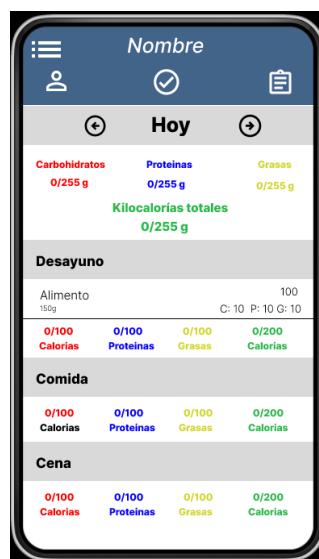 Nombre
Hoy
Carbohidratos Proteinas Grasas
0/255 g 0/255 g 0/255 g
Kilocalorías totales
0/255 g
Desayuno
Alimento 100
150g C: 10 P: 10 G: 10
0/100 0/100 0/100 0/200
Calorias Proteinas Grasas Calorias
Comida
0/100 0/100 0/100 0/200
Calorias Proteinas Grasas Calorias
Cena
0/100 0/100 0/100 0/200
Calorias Proteinas Grasas Calorias